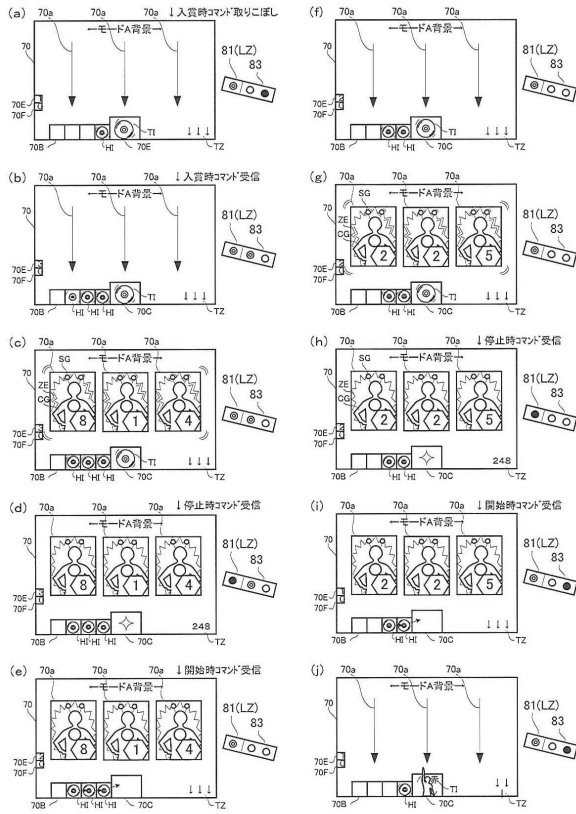 (a) 70a 70a 70a ↓入賞時コマンド取りこぼし
←モードA背景→
70
81(LZ)
83
70E
70F
TI
70B HI 70E TZ
(b) 70a 70a 70a ↓入賞時コマンド受信
←モードA背景→
70
81(LZ)
83
70E
70F
TI
70B HI HI HI 70C TZ
(c) 70a 70a 70a
←モードA背景→
70 SG
ZE
CG
81(LZ)
83
8 1 4
70E
70F
TI
70B HI HI HI 70C TZ
(d) 70a 70a 70a ↓停止時コマンド受信
←モードA背景→
70
81(LZ)
83
8 1 4
70E
70F
248
70B HI HI HI 70C TZ
(e) 70a 70a 70a ↓開始時コマンド受信
←モードA背景→
70
81(LZ)
83
8 1 4
70E
70F
70B HI HI HI 70C TZ
(f) 70a 70a 70a
←モードA背景→
70
81(LZ)
83
70E
70F
TI
70B HI HI 70C TZ
(g) 70a 70a 70a
←モードA背景→
70 SG
ZE
CG
81(LZ)
83
2 2 5
70E
70F
TI
70B HI HI 70C TZ
(h) 70a 70a 70a ↓停止時コマンド受信
←モードA背景→
70 SG
ZE
CG
81(LZ)
83
2 2 5
70E
70F
248
70B HI HI 70C TZ
(i) 70a 70a 70a ↓開始時コマンド受信
←モードA背景→
70
81(LZ)
83
2 2 5
70E
70F
70B HI HI 70C TZ
(j) 70a 70a 70a
←モードA背景→
70
81(LZ)
83
70E
70F
TI
70B HI 70C TZ